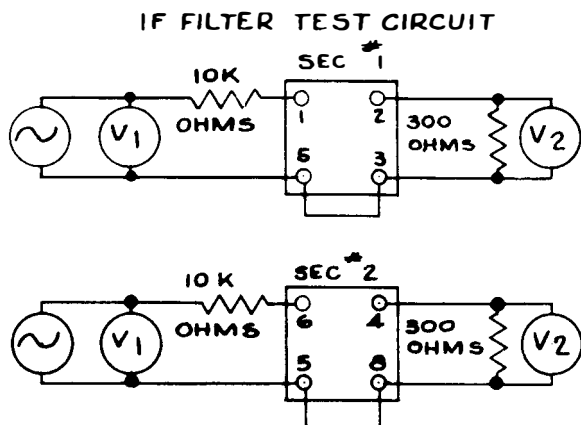 IF FILTER TEST CIRCUIT
SEC #1
10K
OHMS
V1
1
2
5
3
300
OHMS
V2
SEC #2
10K
OHMS
V1
6
4
5
8
300
OHMS
V2